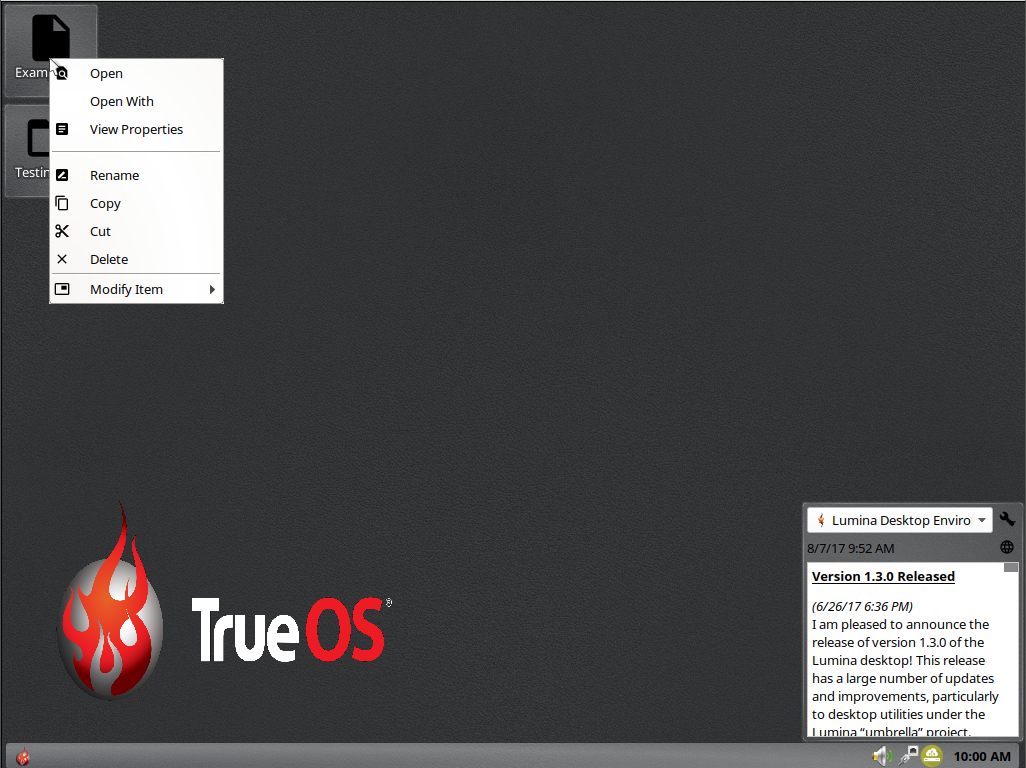 Exam
Testin
Open
Open With
View Properties
Rename
Copy
Cut
Delete
Modify Item
TrueOS®
Lumina Desktop Enviro
8/7/17 9:52 AM
Version 1.3.0 Released
(6/26/17 6:36 PM)
I am pleased to announce the
release of version 1.3.0 of the
Lumina desktop! This release
has a large number of updates
and improvements, particularly
to desktop utilities under the
Lumina “umbrella” project.
10:00 AM